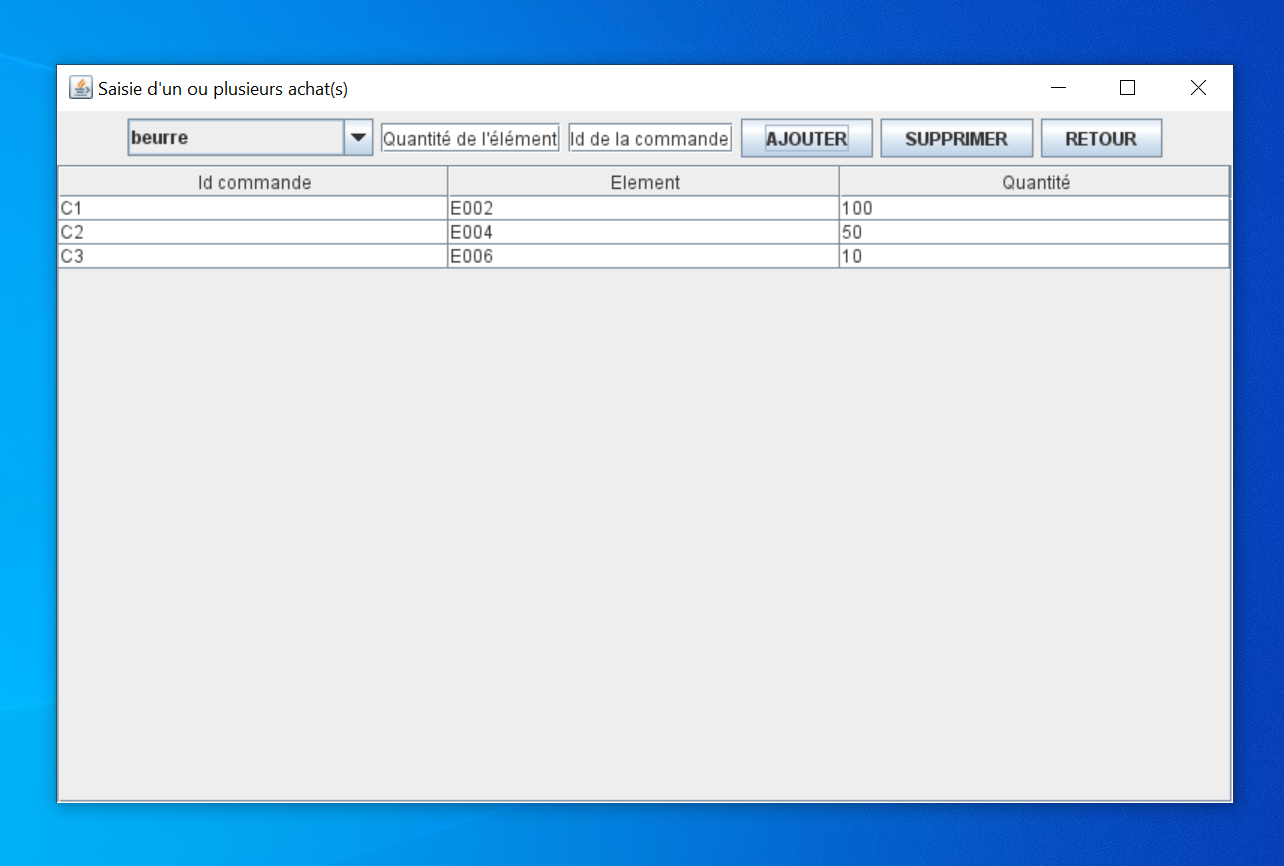 Saisie d'un ou plusieurs achat(s)
beurre Quantité de l'élément Id de la commande AJOUTER SUPPRIMER RETOUR
Id commande Element Quantité
C1 E002 100
C2 E004 50
C3 E006 10